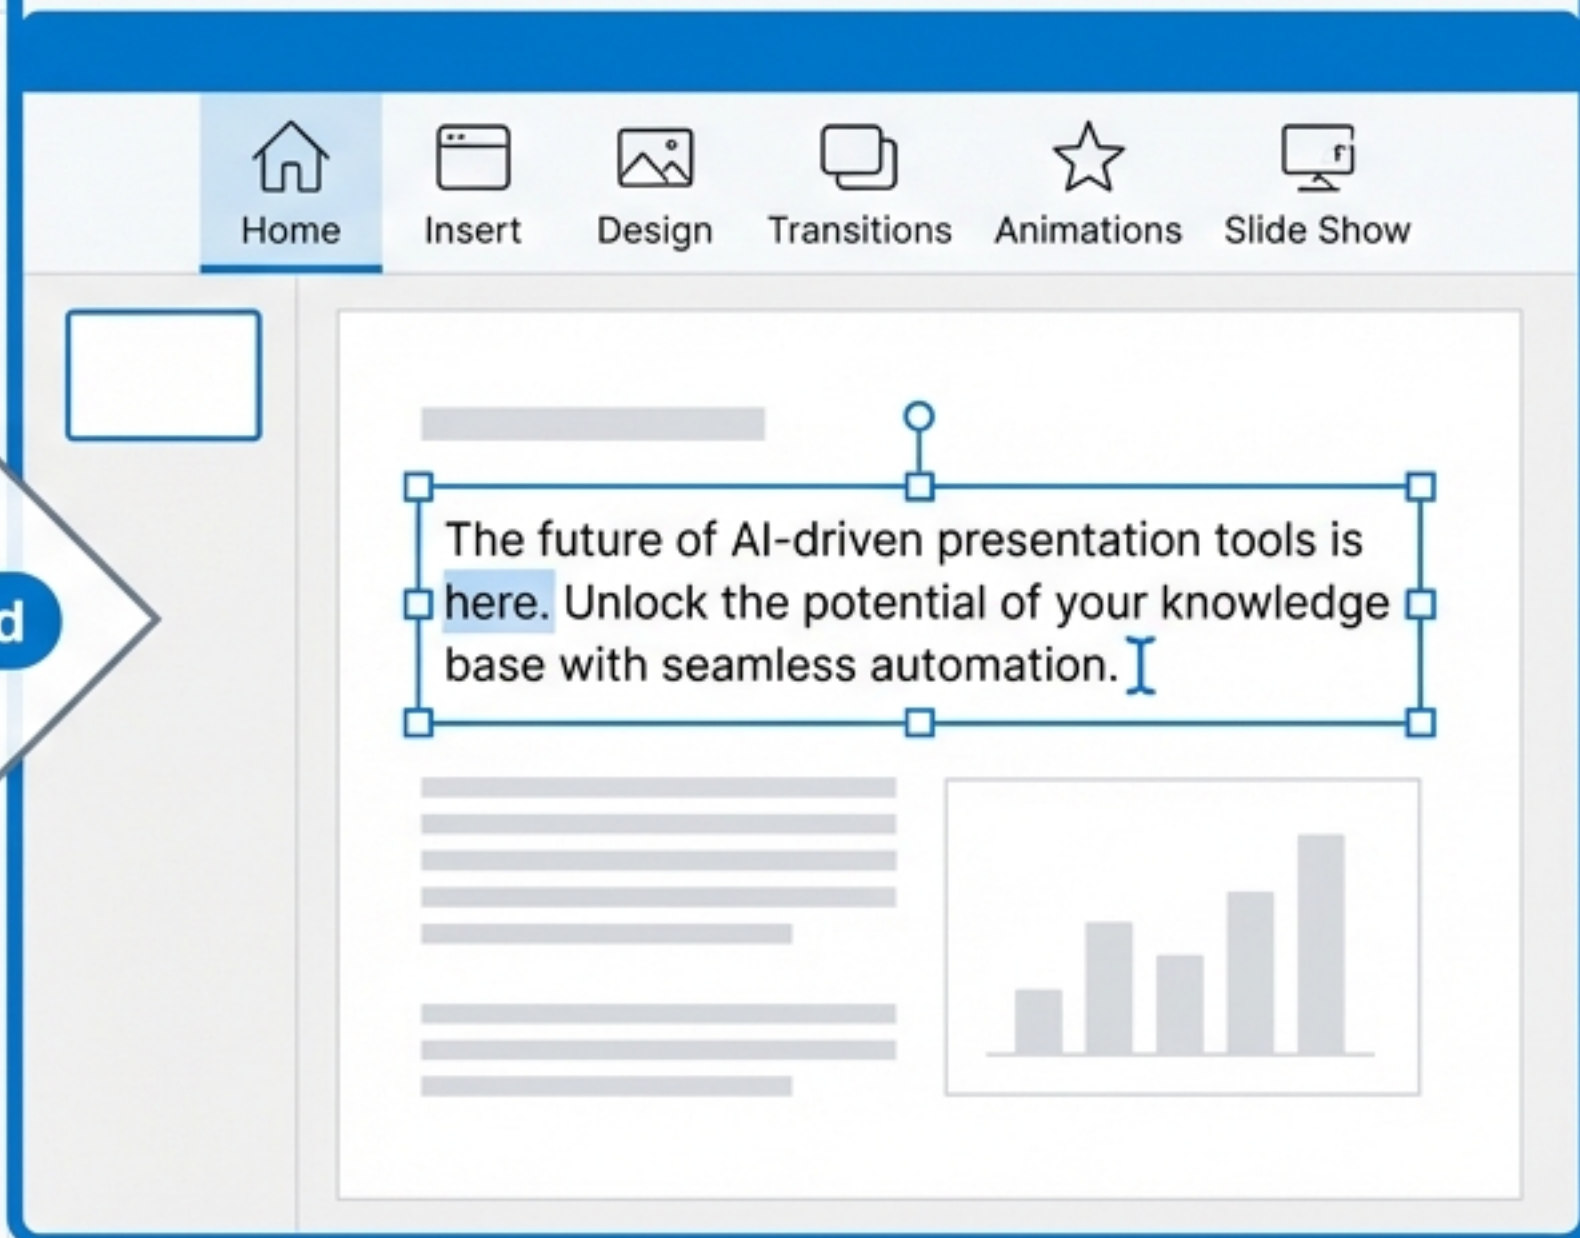 Home
Insert
Design
Transitions
Animations
Slide Show
d
The future of AI-driven presentation tools is
here. Unlock the potential of your knowledge
base with seamless automation.